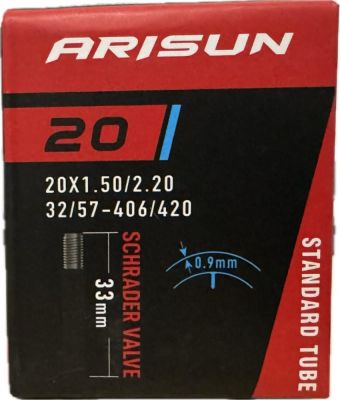 ARISUN
20
20X1.50/2.20
32/57-406/420
SCHRADER VALVE
33mm
0.9mm
STANDARD TUBE